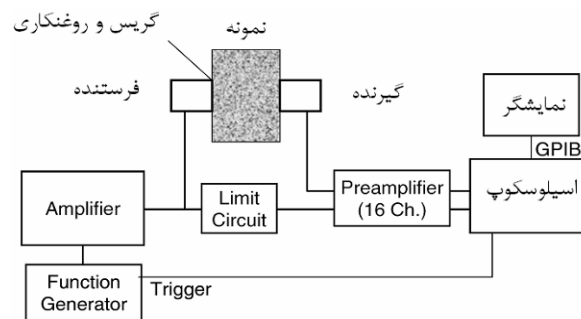 گریس و روغنکاری
نمونه
فرستنده
گیرنده
نمایشگر
GPIB
Amplifier
Limit
Circuit
Preamplifier
(16 Ch.)
اسیلوسکوپ
Function
Generator
Trigger